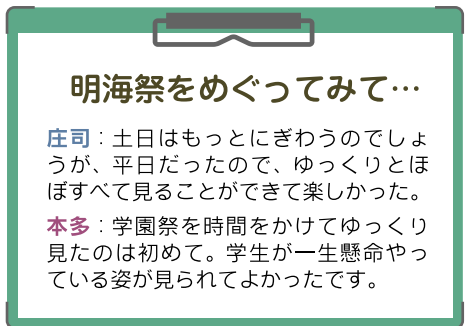 明海祭をめぐってみて…
庄司：土日はもっとにぎわうのでしょ
うが、平日だったので、ゆっくりとほ
ぼすべて見ることができて楽しかった。
本多：学園祭を時間をかけてゆっくり
見たのは初めて。学生が一生懸命やっ
ている姿が見られてよかったです。